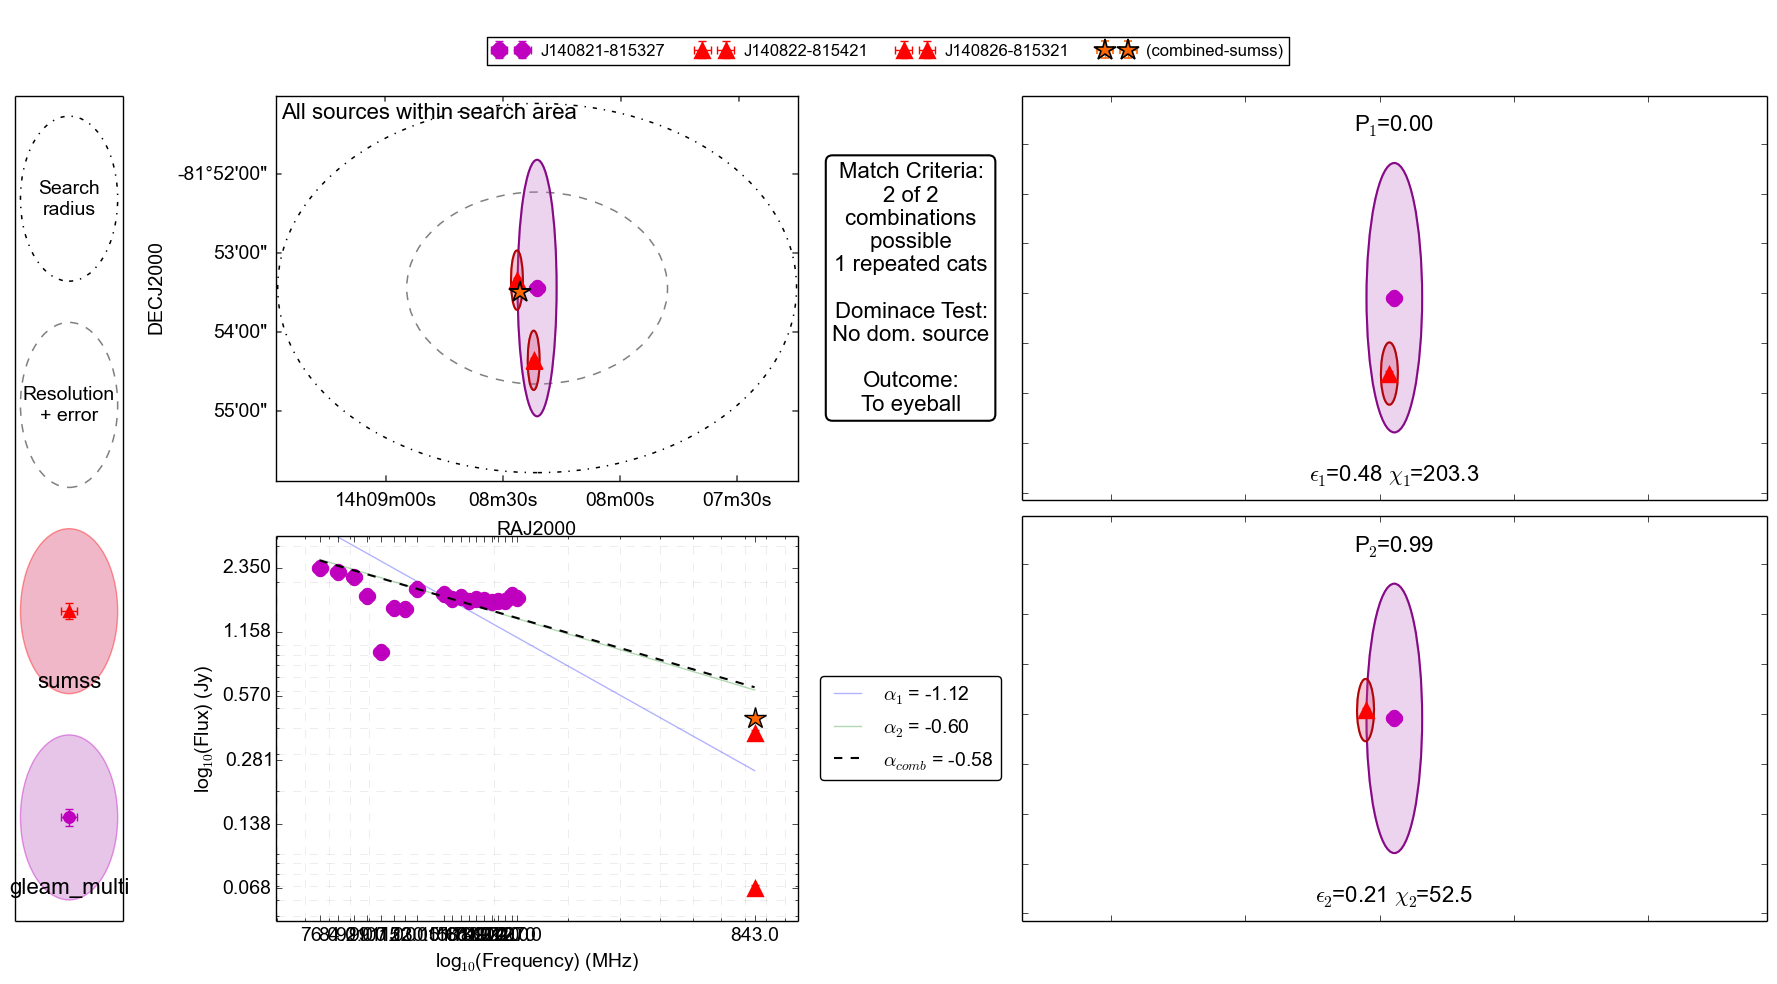 J140821-815327 J140822-815421 J140826-815321 (combined-sumss)
Search
radius
Resolution
+ error
sumss
gleam_multi
All sources within search area
DECJ2000
-81°52'00"
53'00"
54'00"
55'00"
14h09m00s 08m30s 08m00s 07m30s
RAJ2000
Match Criteria:
2 of 2
combinations
possible
1 repeated cats
Dominace Test:
No dom. source
Outcome:
To eyeball
P1=0.00
ϵ1=0.48 χ1=203.3
P2=0.99
ϵ2=0.21 χ2=52.5
log10(Flux) (Jy)
2.350
1.158
0.570
0.281
0.138
0.068
843.0
log10(Frequency) (MHz)
α1 = -1.12
α2 = -0.60
αcomb = -0.58